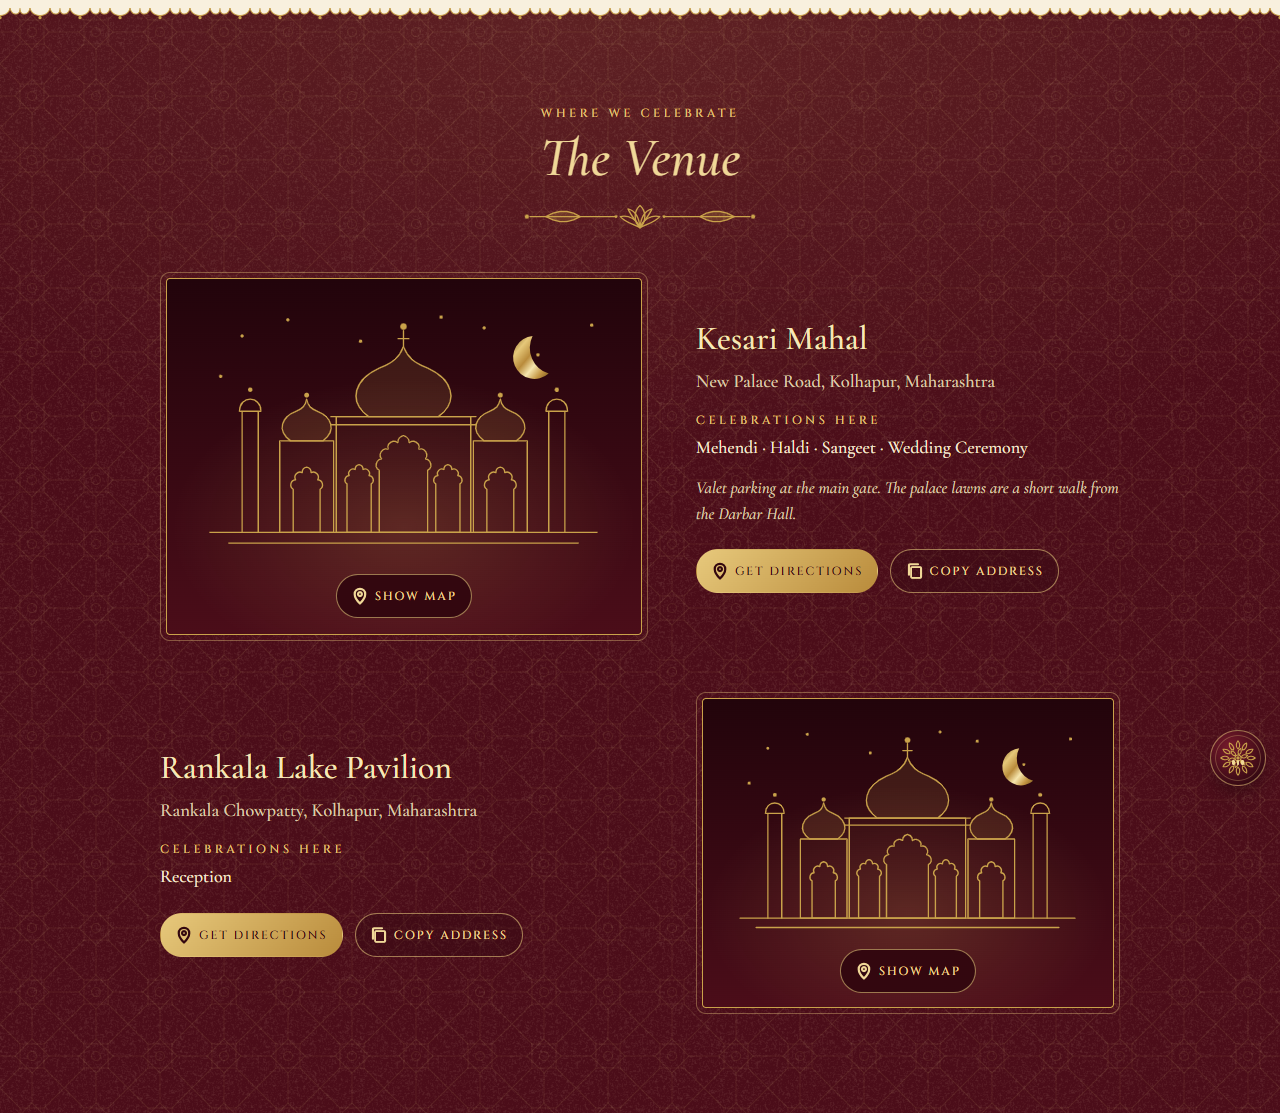 WHERE WE CELEBRATE
The Venue
Kesari Mahal
New Palace Road, Kolhapur, Maharashtra
CELEBRATIONS HERE
Mehendi · Haldi · Sangeet · Wedding Ceremony
Valet parking at the main gate. The palace lawns are a short walk from
the Darbar Hall.
GET DIRECTIONS
COPY ADDRESS
SHOW MAP
Rankala Lake Pavilion
Rankala Chowpatty, Kolhapur, Maharashtra
CELEBRATIONS HERE
Reception
GET DIRECTIONS
COPY ADDRESS
SHOW MAP